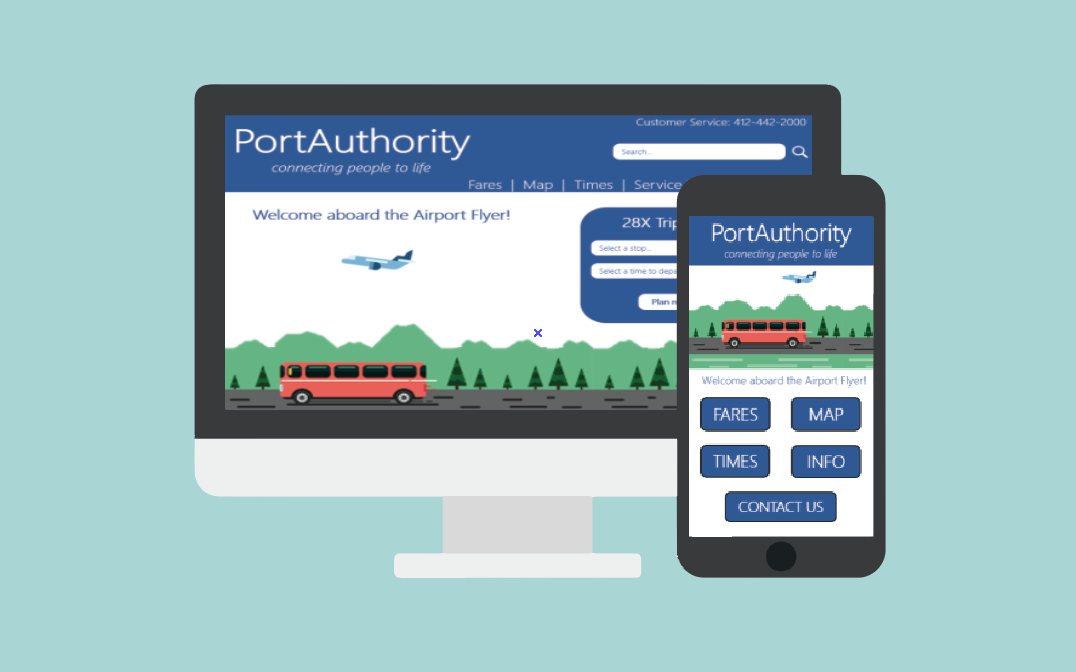 Customer Service: 412-442-2000
PortAuthority
connecting people to life
Search...
Fares | Map | Times | Service
Welcome aboard the Airport Flyer!
28X Trip
Select a stop...
Select a time to depa
Plan
PortAuthority
connecting people to life
Welcome aboard the Airport Flyer!
FARES
MAP
TIMES
INFO
CONTACT US